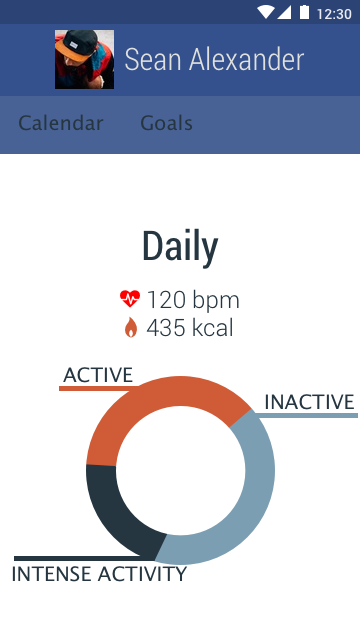 12:30
Sean Alexander
Calendar Goals
Daily
120 bpm
435 kcal
ACTIVE
INACTIVE
INTENSE ACTIVITY